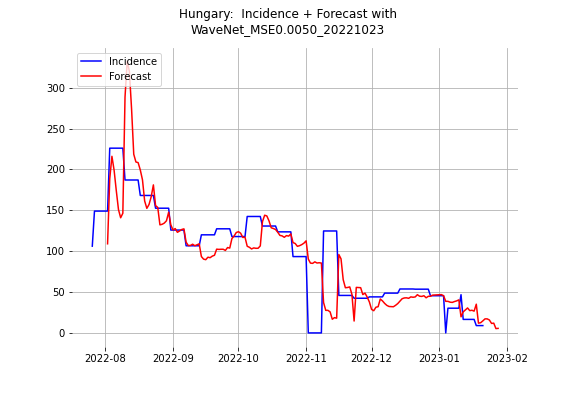 Hungary:  Incidence + Forecast with
WaveNet_MSE0.0050_20221023
Incidence
Forecast
300
250
200
150
100
50
0
2022-08 2022-09 2022-10 2022-11 2022-12 2023-01 2023-02